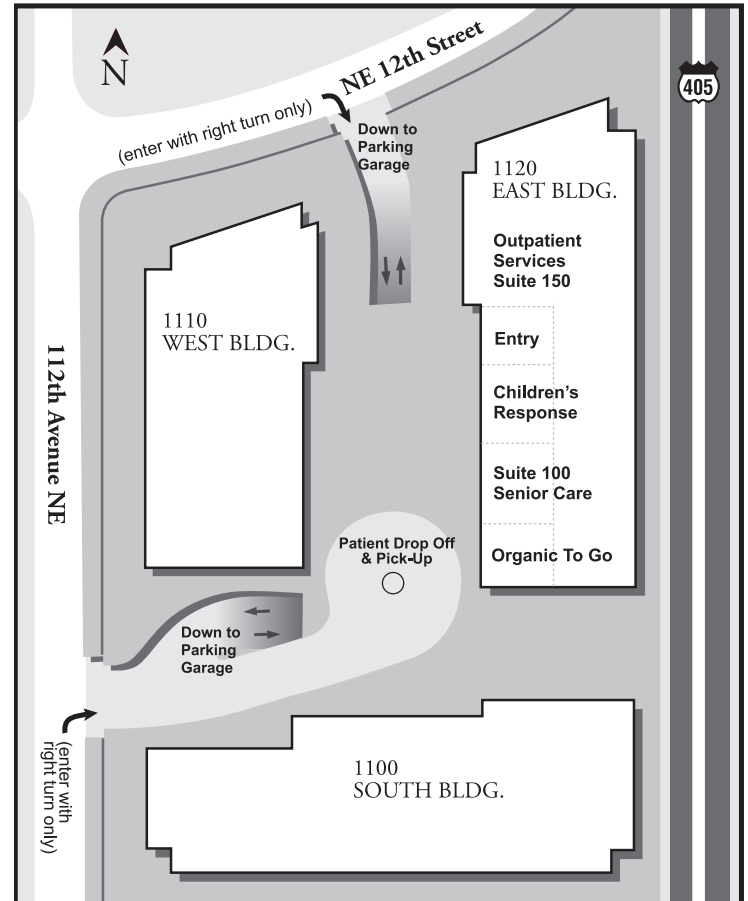 N
NE 12th Street
405
(enter with right turn only)
Down to
Parking
Garage
1120
EAST BLDG.
Outpatient
Services
Suite 150
1110
WEST BLDG.
Entry
112th Avenue NE
Children's
Response
Suite 100
Senior Care
Patient Drop Off
& Pick-Up
Organic To Go
Down to
Parking
Garage
(enter with
right turn only)
1100
SOUTH BLDG.